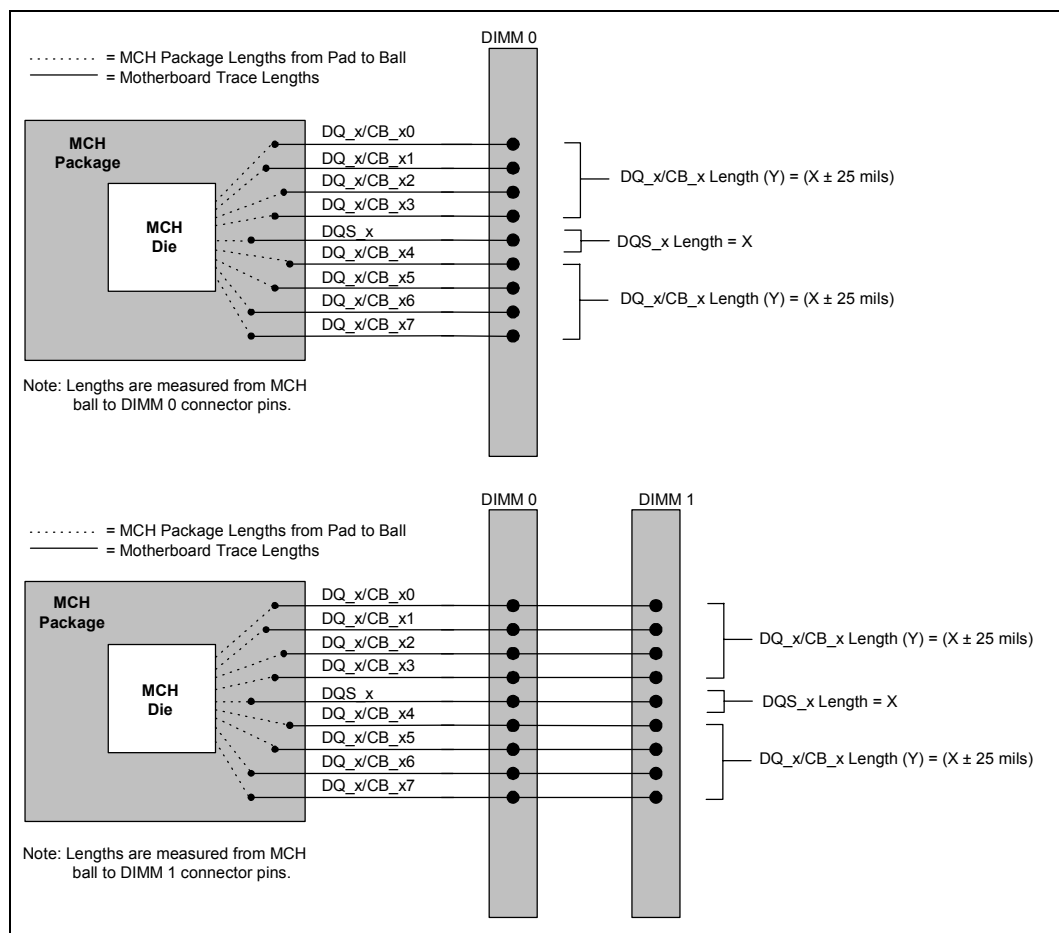 DIMM 0
.......... = MCH Package Lengths from Pad to Ball
= Motherboard Trace Lengths
MCH
Package
MCH
Die
DQ_x/CB_x0
DQ_x/CB_x1
DQ_x/CB_x2
DQ_x/CB_x3
DQS_x
DQ_x/CB_x4
DQ_x/CB_x5
DQ_x/CB_x6
DQ_x/CB_x7
DQ_x/CB_x Length (Y) = (X ± 25 mils)
DQS_x Length = X
DQ_x/CB_x Length (Y) = (X ± 25 mils)
Note: Lengths are measured from MCH
ball to DIMM 0 connector pins.
DIMM 0
DIMM 1
.......... = MCH Package Lengths from Pad to Ball
= Motherboard Trace Lengths
MCH
Package
MCH
Die
DQ_x/CB_x0
DQ_x/CB_x1
DQ_x/CB_x2
DQ_x/CB_x3
DQS_x
DQ_x/CB_x4
DQ_x/CB_x5
DQ_x/CB_x6
DQ_x/CB_x7
DQ_x/CB_x Length (Y) = (X ± 25 mils)
DQS_x Length = X
DQ_x/CB_x Length (Y) = (X ± 25 mils)
Note: Lengths are measured from MCH
ball to DIMM 1 connector pins.